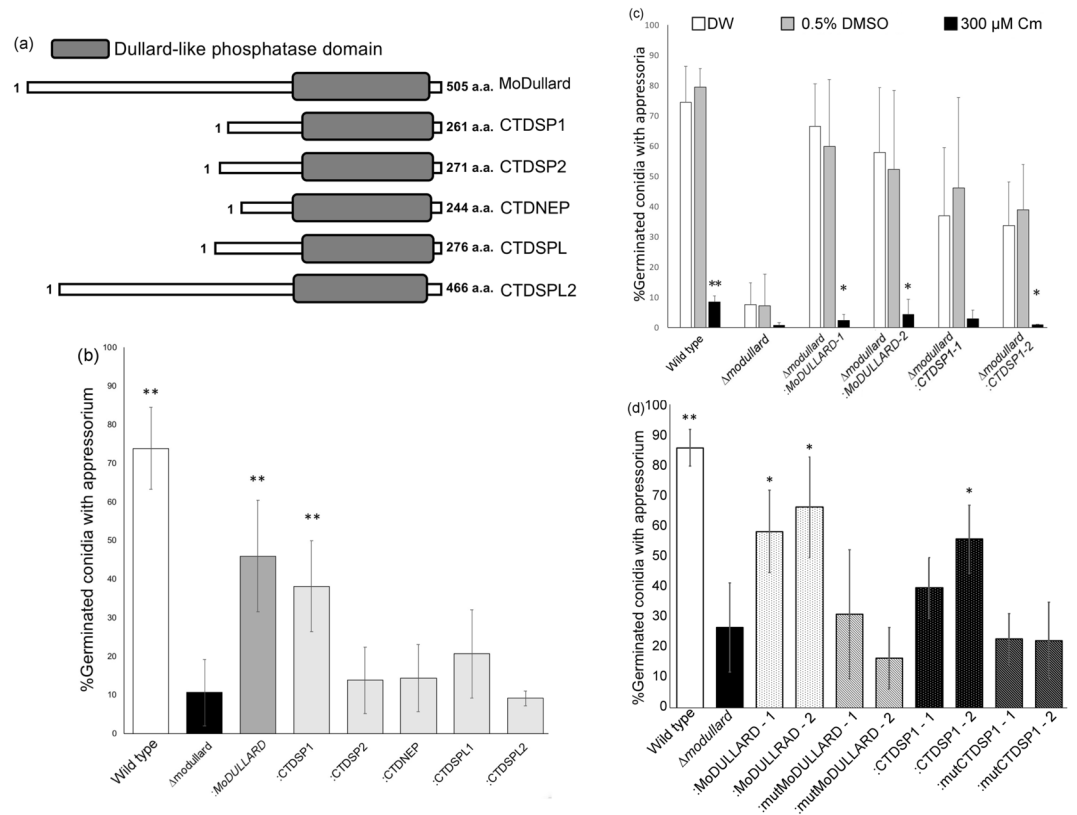 (a)
Dullard-like phosphatase domain
1 505 a.a. MoDullard
1 261 a.a. CTDSP1
1 271 a.a. CTDSP2
1 244 a.a. CTDNEP
1 276 a.a. CTDSPL
1 466 a.a. CTDSPL2
(b)
%Germinated conidia with appressorium
100
90
80
70
60
50
40
30
20
10
0
**
**
**
Wild type
Δmodullard
:MoDULLARD
:CTDSP1
:CTDSP2
:CTDNEP
:CTDSPL1
:CTDSPL2
(c)
DW
0.5% DMSO
300 µM Cm
%Germinated conidia with appressoria
100
90
80
70
60
50
40
30
20
10
0
**
*
*
*
Wild type
Δmodullard
Δmodullard
:MoDULLARD-1
Δmodullard
:MoDULLARD-2
Δmodullard
:CTDSP1-1
Δmodullard
:CTDSP1-2
(d)
%Germinated conidia with appressorium
100
90
80
70
60
50
40
30
20
10
0
**
*
*
*
Wild type
Δmodullard
:MoDULLARD - 1
:MoDULLRAD - 2
:mutMoDULLARD - 1
:mutMoDULLARD - 2
:CTDSP1 - 1
:CTDSP1 - 2
:mutCTDSP1 - 1
:mutCTDSP1 - 2